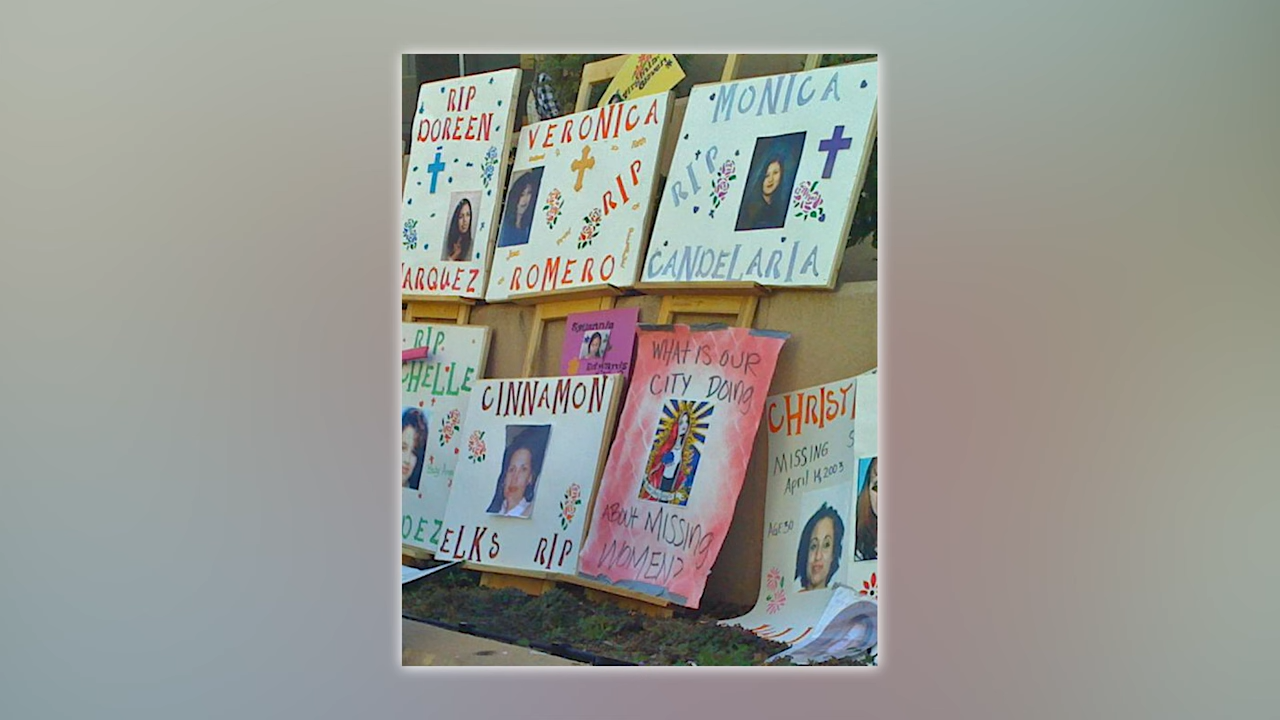 RIP
DOREEN
ARQUEZ
VERONICA
RIP
ROMERO
MONICA
RIP
CANDELARIA
RIP
CHELLE
DEZ
CINNAMON
ELKS RIP
WHAT IS OUR
CITY DOING
ABOUT MISSING
WOMEN?
CHRISTI
MISSING
April 14, 2003
AGE 30